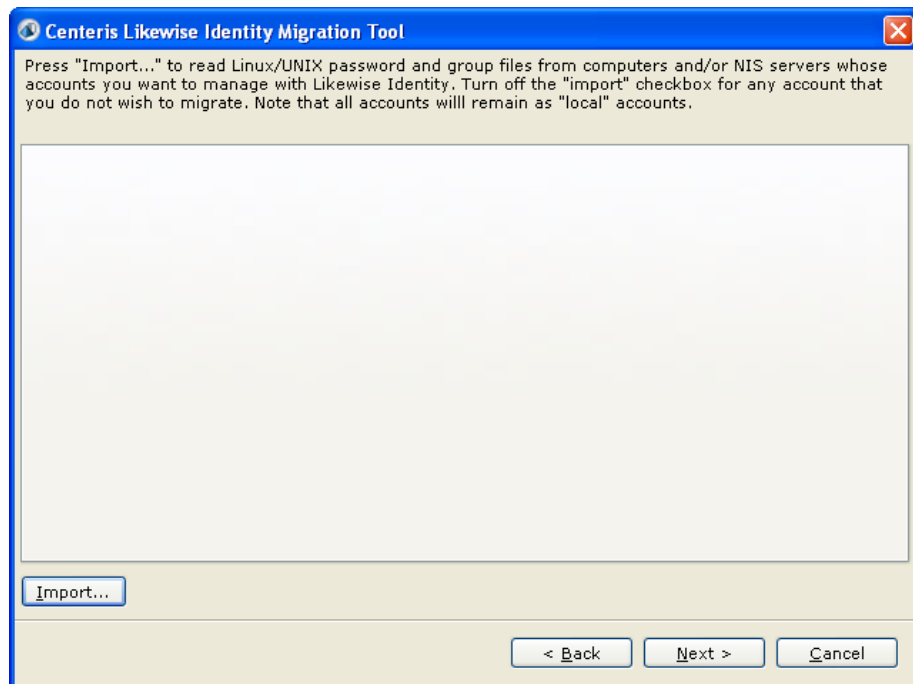 Centeris Likewise Identity Migration Tool
Press "Import..." to read Linux/UNIX password and group files from computers and/or NIS servers whose
accounts you want to manage with Likewise Identity. Turn off the "import" checkbox for any account that
you do not wish to migrate. Note that all accounts willl remain as "local" accounts.
Import...
< Back Next > Cancel